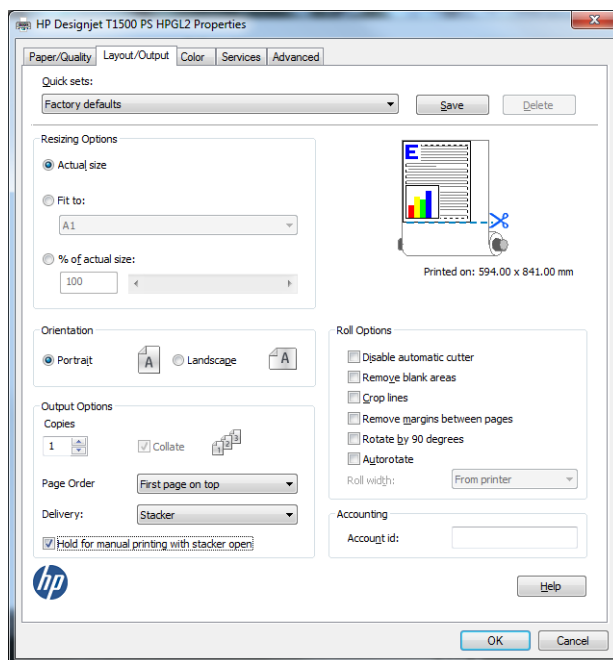 HP Designjet T1500 PS HPGL2 Properties
Paper/Quality Layout/Output Color Services Advanced
Quick sets:
Factory defaults
Save
Delete
Resizing Options
Actual size
Fit to:
A1
% of actual size:
100
E
Printed on: 594.00 x 841.00 mm
Orientation
Portrait
A
Landscape
A
Output Options
Copies
1
Collate
1 2 3
Page Order
First page on top
Delivery:
Stacker
Hold for manual printing with stacker open
Roll Options
Disable automatic cutter
Remove blank areas
Crop lines
Remove margins between pages
Rotate by 90 degrees
Autorotate
Roll width:
From printer
Accounting
Account id:
hp
Help
OK
Cancel